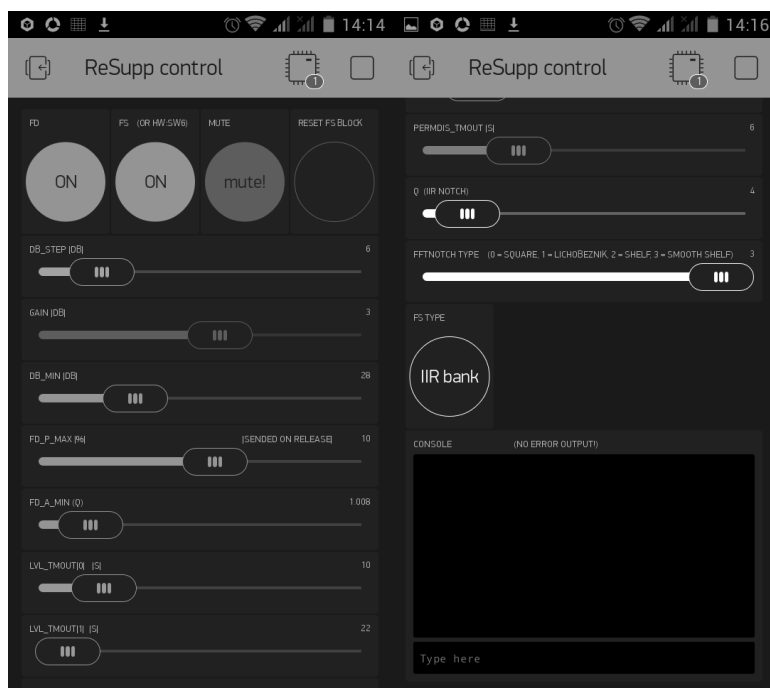 14:14
ReSupp control
1
FD
FS (OR HW:SW6)
MUTE
RESET FS BLOCK
ON
ON
mute!
DB_STEP |DB| 6
GAIN |DB| 3
DB_MIN |DB| 28
FD_P_MAX |%| |SENDED ON RELEASE| 10
FD_A_MIN (Q) 1.008
LVL_TMOUT|0| |S| 10
LVL_TMOUT|1| |S| 22
14:16
ReSupp control
1
PERMDIS_TMOUT |S| 6
Q (IIR NOTCH) 4
FFTNOTCH TYPE (0 = SQUARE, 1 = LICHOBEZNIK, 2 = SHELF, 3 = SMOOTH SHELF) 3
FS TYPE
IIR bank
CONSOLE (NO ERROR OUTPUT!)
Type here